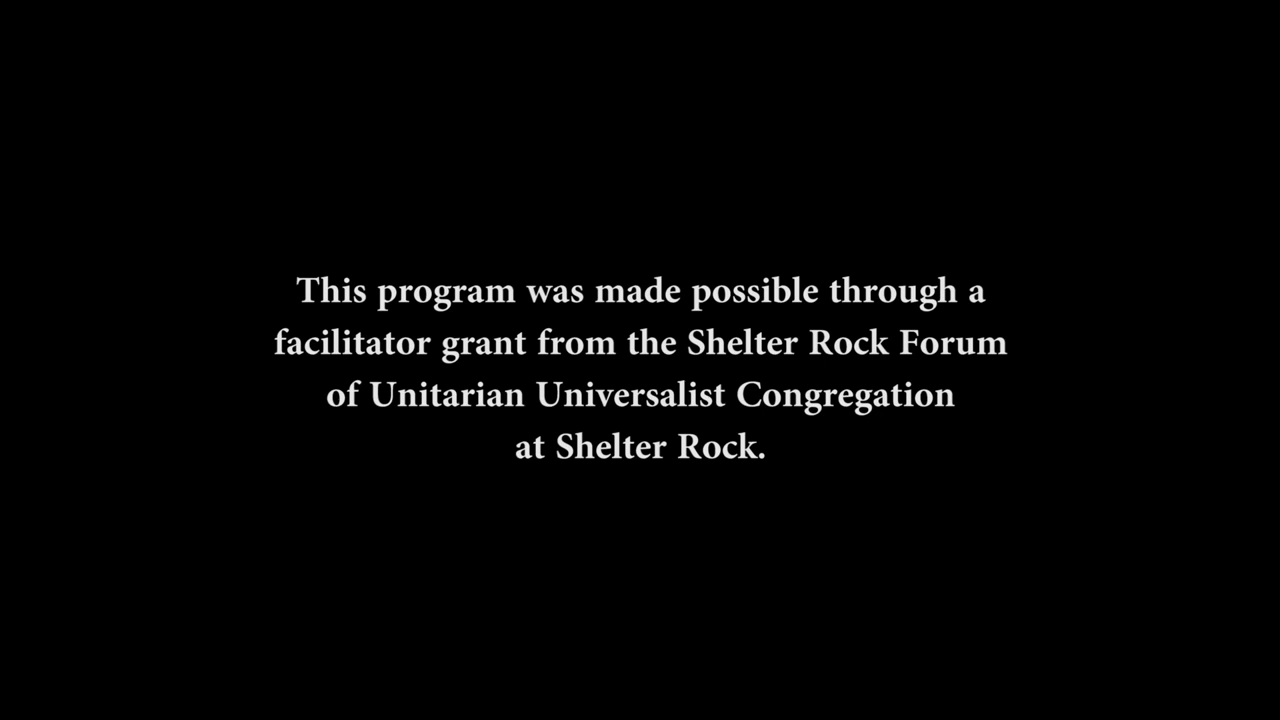 This program was made possible through a
facilitator grant from the Shelter Rock Forum
of Unitarian Universalist Congregation
at Shelter Rock.